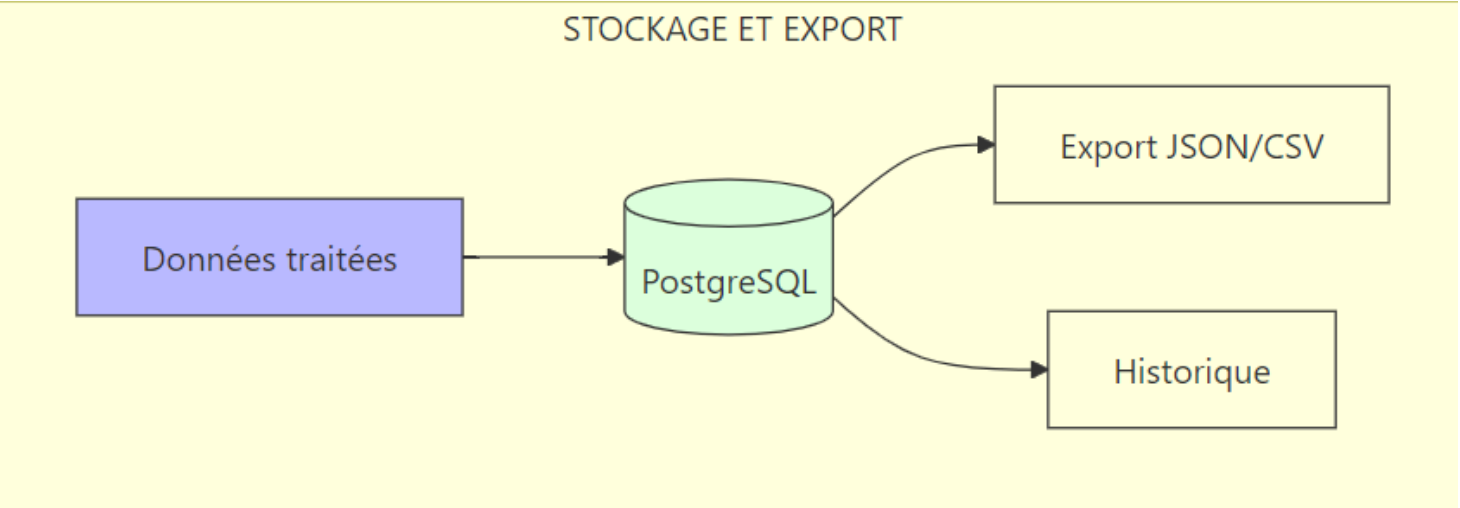 STOCKAGE ET EXPORT
Export JSON/CSV
Données traitées
PostgreSQL
Historique